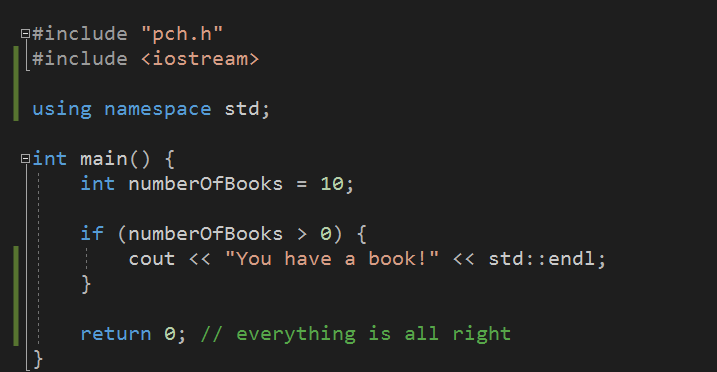 #include "pch.h"
#include <iostream>
using namespace std;
int main() {
int numberOfBooks = 10;
if (numberOfBooks > 0) {
cout << "You have a book!" << std::endl;
}
return 0; // everything is all right
}